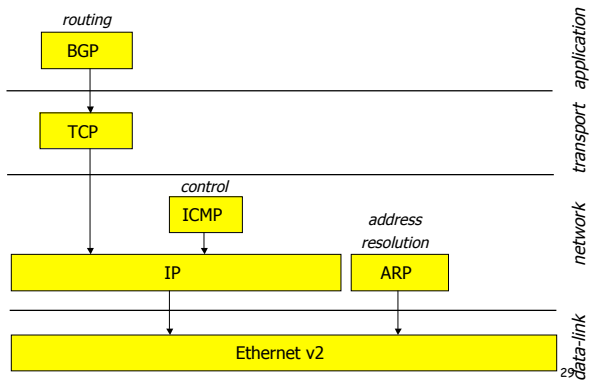 routing
BGP
application
TCP
transport
control
ICMP
address
resolution
network
IP
ARP
Ethernet v2
data-link
29